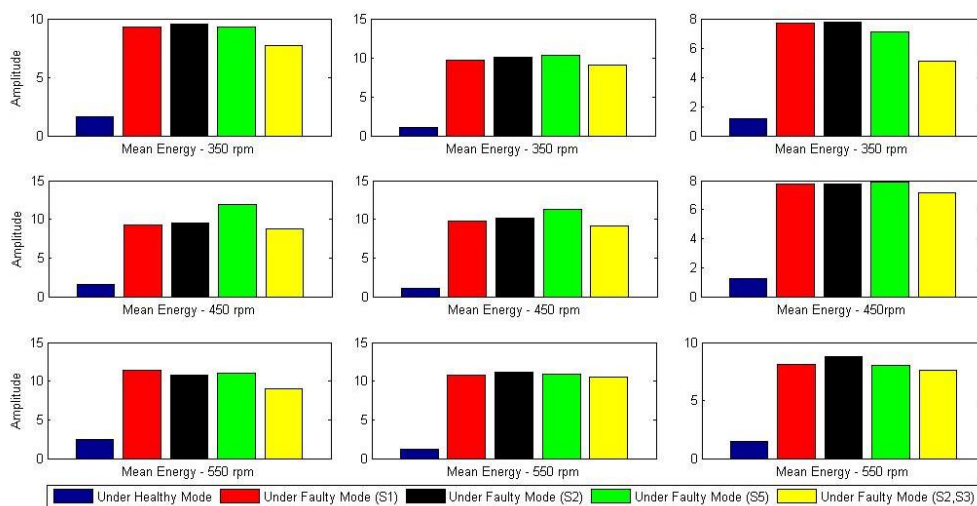 10
5
0
Amplitude
Mean Energy - 350 rpm
15
10
5
0
Mean Energy - 350 rpm
8
6
4
2
0
Mean Energy - 350 rpm
15
10
5
0
Amplitude
Mean Energy - 450 rpm
15
10
5
0
Mean Energy - 450 rpm
8
6
4
2
0
Mean Energy - 450rpm
15
10
5
0
Amplitude
Mean Energy - 550 rpm
15
10
5
0
Mean Energy - 550 rpm
10
5
0
Mean Energy - 550 rpm
Under Healthy Mode
Under Faulty Mode (S1)
Under Faulty Mode (S2)
Under Faulty Mode (S5)
Under Faulty Mode (S2,S3)